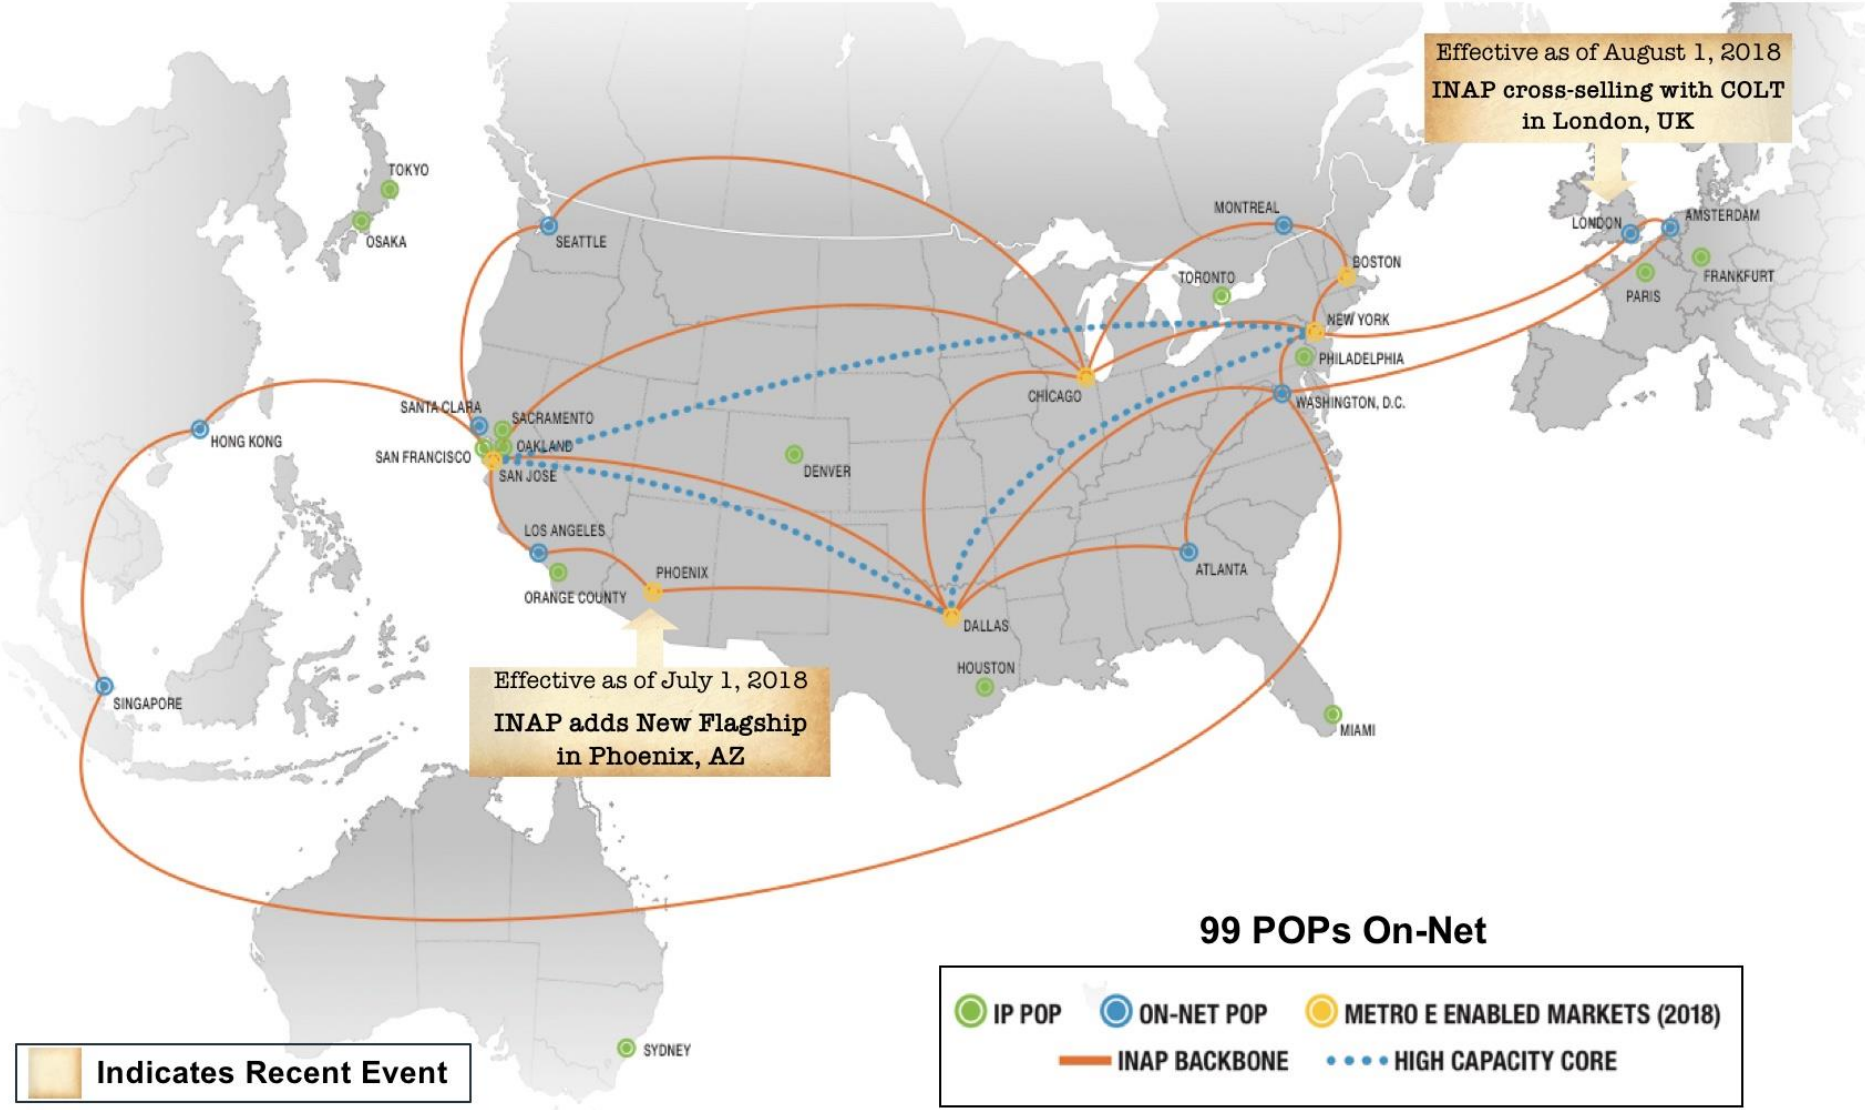 Effective as of August 1, 2018
INAP cross-selling with COLT
in London, UK
TOKYO
OSAKA
SEATTLE
MONTREAL
TORONTO
BOSTON
NEW YORK
PHILADELPHIA
WASHINGTON, D.C.
CHICAGO
LONDON
AMSTERDAM
PARIS
FRANKFURT
HONG KONG
SANTA CLARA
SACRAMENTO
OAKLAND
SAN FRANCISCO
SAN JOSE
DENVER
LOS ANGELES
ORANGE COUNTY
PHOENIX
DALLAS
ATLANTA
HOUSTON
MIAMI
SINGAPORE
Effective as of July 1, 2018
INAP adds New Flagship
in Phoenix, AZ
SYDNEY
99 POPs On-Net
IP POP
ON-NET POP
METRO E ENABLED MARKETS (2018)
INAP BACKBONE
HIGH CAPACITY CORE
Indicates Recent Event